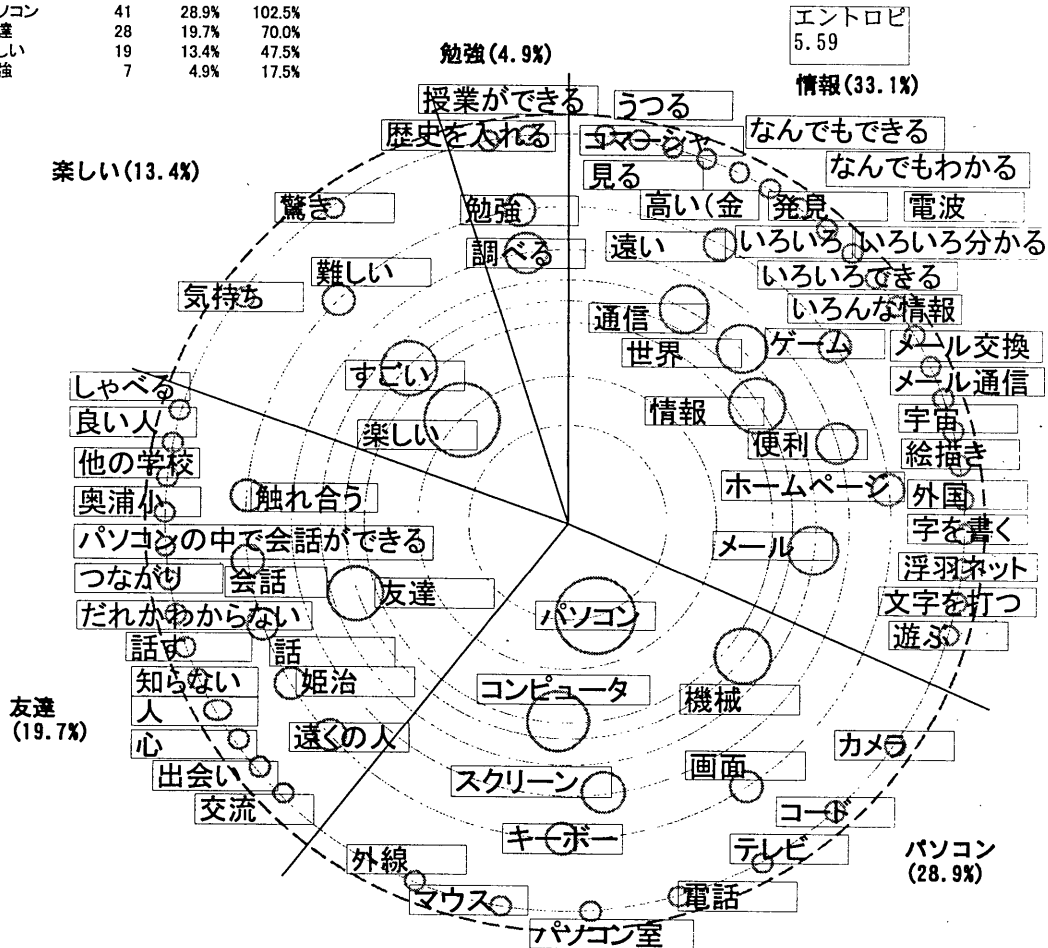 ソコン 41 28.9% 102.5%
達 28 19.7% 70.0%
しい 19 13.4% 47.5%
強 7 4.9% 17.5%
エントロピ
5.59
勉強(4.9%)
情報(33.1%)
授業ができる
うつる
歴史を入れる
コマーシャ
なんでもできる
見る
なんでもわかる
楽しい(13.4%)
驚き
勉強
高い(金
発見
電波
調べる
遠い
いろいろ
いろいろ分かる
難しい
いろいろできる
気持ち
いろんな情報
通信
世界
ゲーム
メール交換
すごい
メール通信
しゃべる
情報
宇宙
良い人
楽しい
便利
絵描き
他の学校
ホームページ
外国
奥浦小
触れ合う
字を書く
パソコンの中で会話ができる
メール
浮羽ネット
つながり
会話
友達
文字を打つ
だれかわからない
パソコン
遊ぶ
話す
話
知らない
姫治
コンピュータ
機械
人
友達
(19.7%)
心
遠くの人
カメラ
出会い
スクリーン
画面
交流
コード
キーボー
テレビ
パソコン
(28.9%)
外線
マウス
電話
パソコン室